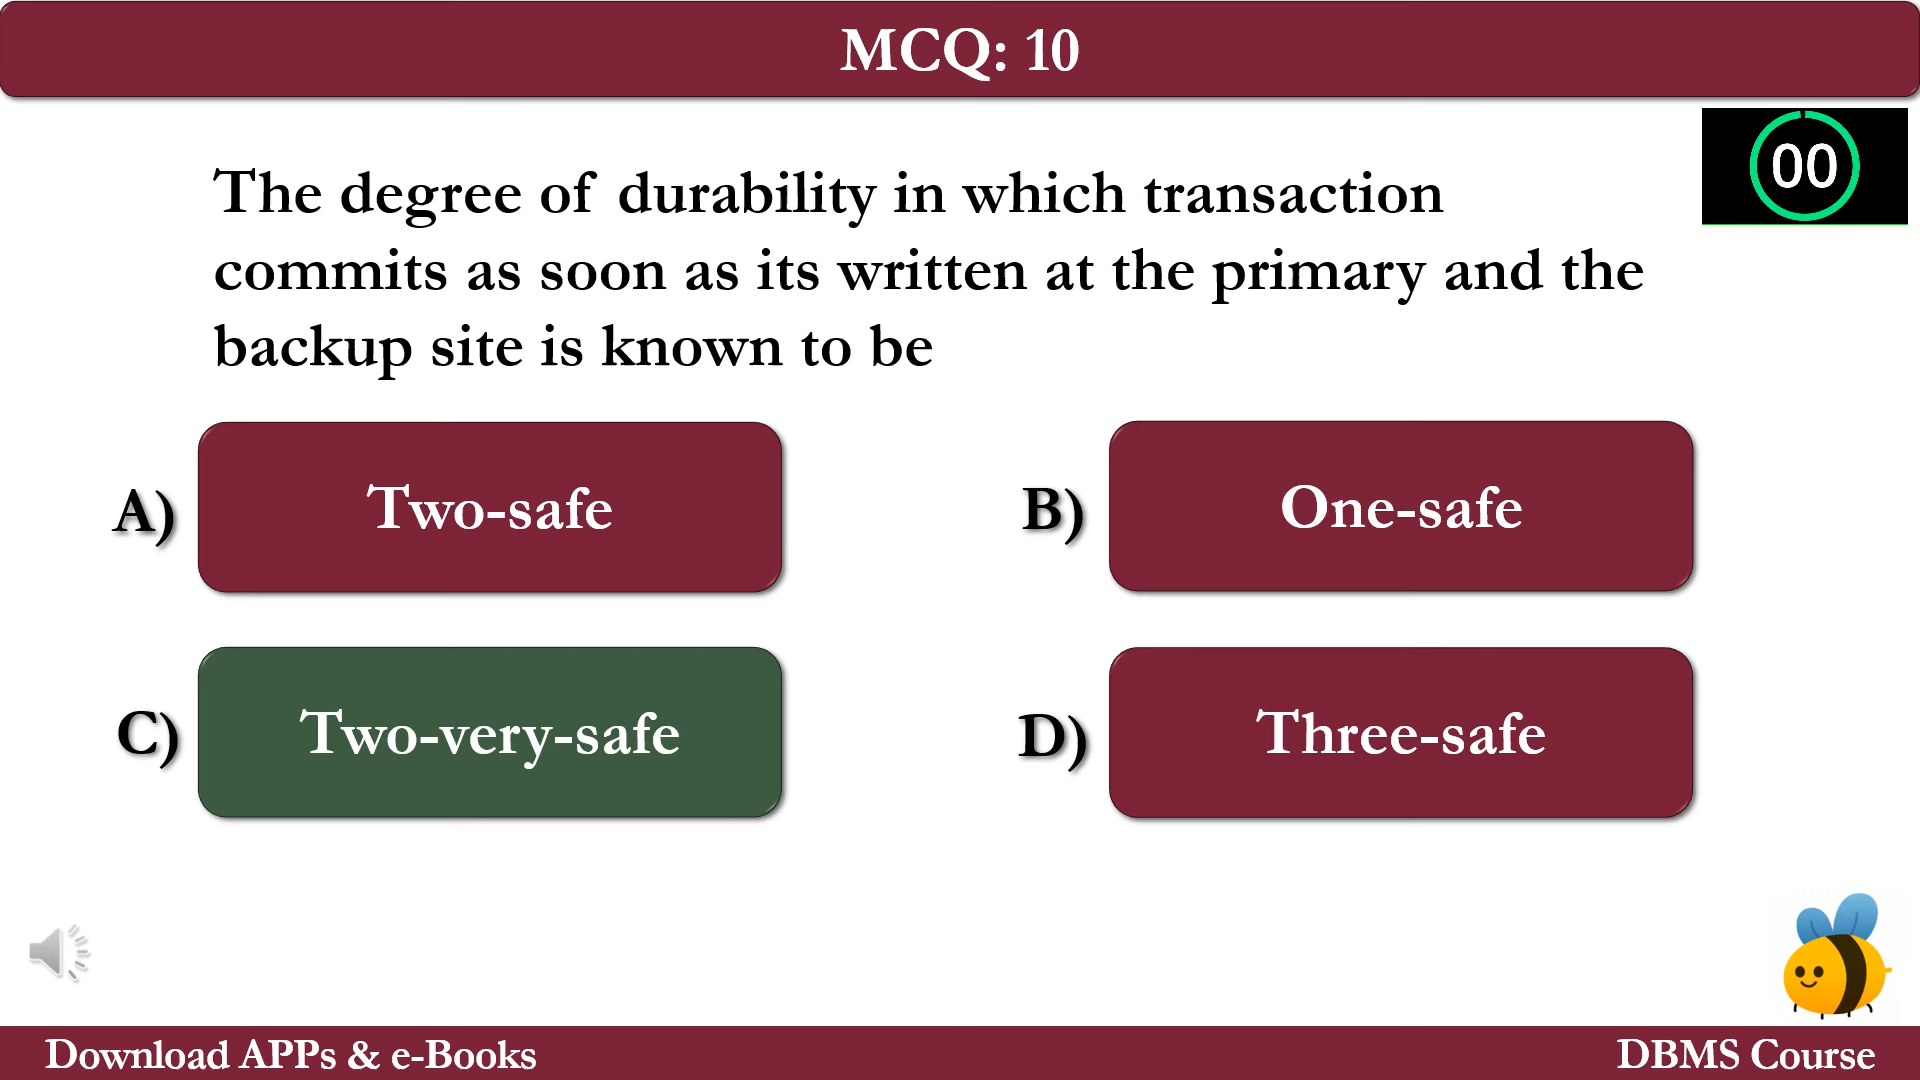 MCQ: 10
00
The degree of durability in which transaction
commits as soon as its written at the primary and the
backup site is known to be
A) Two-safe
B) One-safe
C) Two-very-safe
D) Three-safe
Download APPs & e-Books
DBMS Course